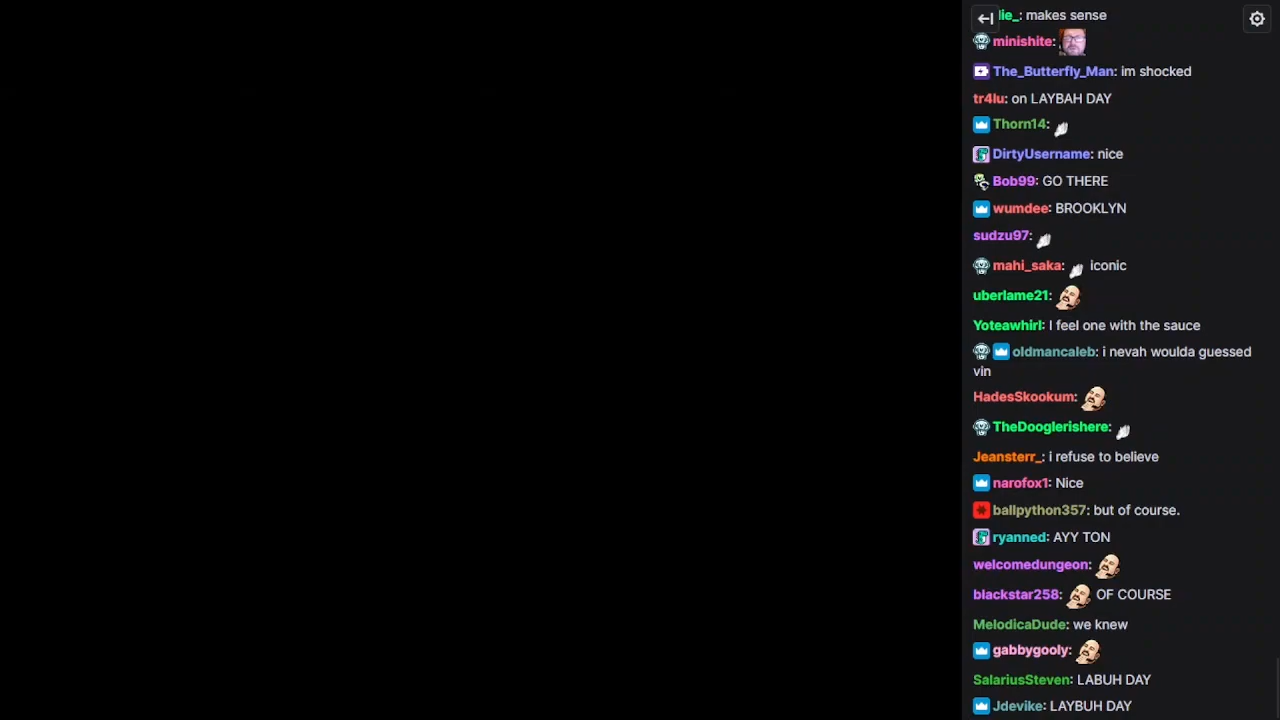 lie_: makes sense
minishite:
The_Butterfly_Man: im shocked
tr4lu: on LAYBAH DAY
Thorn14:
DirtyUsername: nice
Bob99: GO THERE
wumdee: BROOKLYN
sudzu97:
mahi_saka: iconic
uberlame21:
Yoteawhirl: I feel one with the sauce
oldmancaleb: i nevah woulda guessed
vin
HadesSkookum:
TheDooglerishere:
Jeansterr_: i refuse to believe
narofox1: Nice
ballpython357: but of course.
ryanned: AYY TON
welcomedungeon:
blackstar258: OF COURSE
MelodicaDude: we knew
gabbygooly:
SalariusSteven: LABUH DAY
Jdevike: LAYBUH DAY